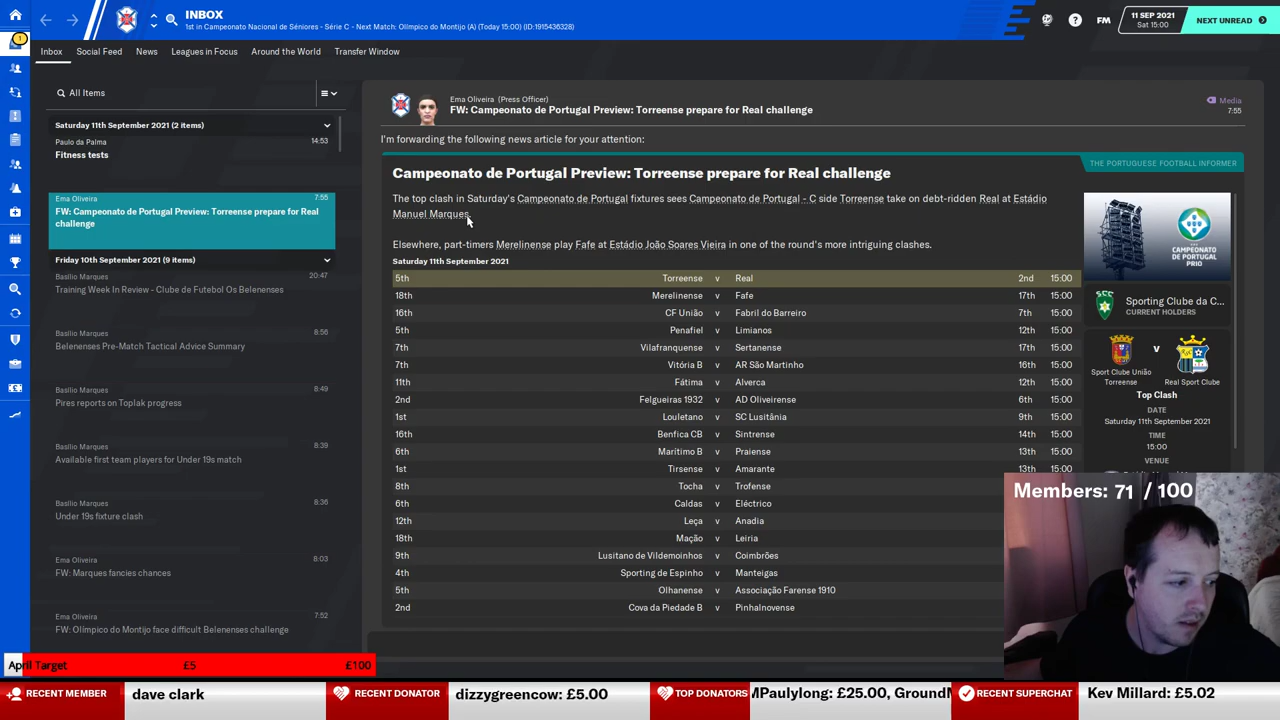 INBOX
1st in Campeonato Nacional de Séniores - Série C - Next Match: Olímpico do Montijo (A) (Today 15:00) (ID:1915436328)
FM
11 SEP 2021
Sat 15:00
NEXT UNREAD
1
Inbox
Social Feed
News
Leagues in Focus
Around the World
Transfer Window
All Items
Saturday 11th September 2021 (2 items)
Paulo da Palma 14:53
Fitness tests
Ema Oliveira 7:55
FW: Campeonato de Portugal Preview: Torreense prepare for Real
challenge
Friday 10th September 2021 (9 items)
Basílio Marques 20:47
Training Week In Review - Clube de Futebol Os Belenenses
Basílio Marques 8:56
Belenenses Pre-Match Tactical Advice Summary
Basílio Marques 8:49
Pires reports on Toplak progress
Basílio Marques 8:39
Available first team players for Under 19s match
Basílio Marques 8:36
Under 19s fixture clash
Ema Oliveira 8:03
FW: Marques fancies chances
Ema Oliveira 7:52
FW: Olímpico do Montijo face difficult Belenenses challenge
Ema Oliveira (Press Officer)
FW: Campeonato de Portugal Preview: Torreense prepare for Real challenge
Media
7:55
I'm forwarding the following news article for your attention:
THE PORTUGUESE FOOTBALL INFORMER
Campeonato de Portugal Preview: Torreense prepare for Real challenge
The top clash in Saturday's Campeonato de Portugal fixtures sees Campeonato de Portugal - C side Torreense take on debt-ridden Real at Estádio
Manuel Marques.
Elsewhere, part-timers Merelinense play Fafe at Estádio João Soares Vieira in one of the round's more intriguing clashes.
Saturday 11th September 2021
5th Torreense v Real 2nd 15:00
18th Merelinense v Fafe 17th 15:00
16th CF União v Fabril do Barreiro 7th 15:00
5th Penafiel v Limianos 12th 15:00
7th Vilafranquense v Sertanense 17th 15:00
7th Vitória B v AR São Martinho 16th 15:00
11th Fátima v Alverca 12th 15:00
2nd Felgueiras 1932 v AD Oliveirense 6th 15:00
1st Louletano v SC Lusitânia 9th 15:00
16th Benfica CB v Sintrense 14th 15:00
6th Marítimo B v Praiense 13th 15:00
1st Tirsense v Amarante 13th 15:00
8th Tocha v Trofense
6th Caldas v Eléctrico
12th Leça v Anadia
18th Mação v Leiria
9th Lusitano de Vildemoinhos v Coimbrões
4th Sporting de Espinho v Manteigas
5th Olhanense v Associação Farense 1910
2nd Cova da Piedade B v Pinhalnovense
CAMPEONATO
DE PORTUGAL
PRIO
Sporting Clube da C...
CURRENT HOLDERS
v
Sport Clube União
Torreense
Real Sport Clube
Top Clash
DATE
Saturday 11th September 2021
TIME
15:00
VENUE
Members: 71 / 100
April Target £5 £100
RECENT MEMBER
dave clark
RECENT DONATOR
dizzygreencow: £5.00
TOP DONATORS
MPaulylong: £25.00, GroundM
RECENT SUPERCHAT
Kev Millard: £5.02